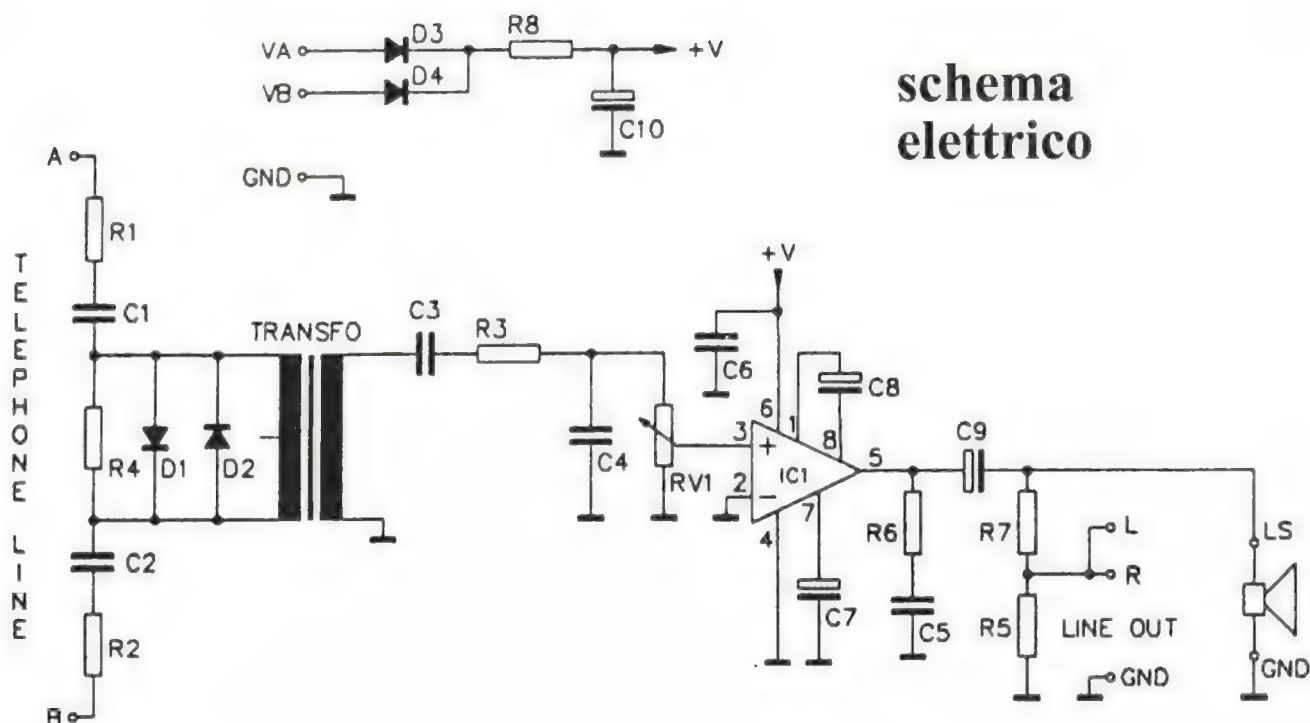 VA
D3
R8
+V
VB
D4
C10
schema
elettrico
A
GND
R1
TELEPHONE LINE
C1
TRANSFO
C3
R3
+V
C6
C8
R4
D1
D2
C4
RV1
6
1
3
+
8
5
IC1
2
−
7
4
C9
C2
R6
R7
L
R
LS
C7
C5
R5
LINE OUT
R2
GND
GND
B